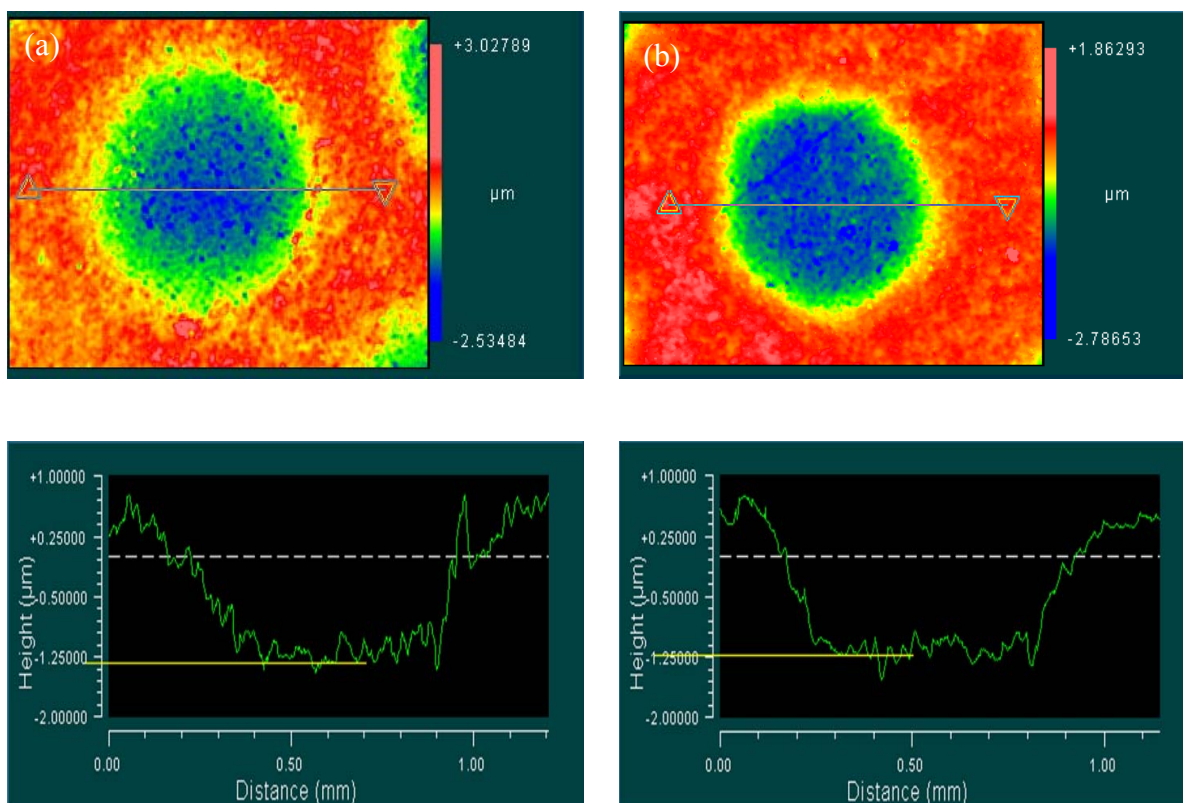 (a)
+3.02789
µm
-2.53484
(b)
+1.86293
µm
-2.78653
Height (µm)
+1.00000
+0.25000
-0.50000
-1.25000
-2.00000
0.00 0.50 1.00
Distance (mm)
Height (µm)
+1.00000
+0.25000
-0.50000
-1.25000
-2.00000
0.00 0.50 1.00
Distance (mm)